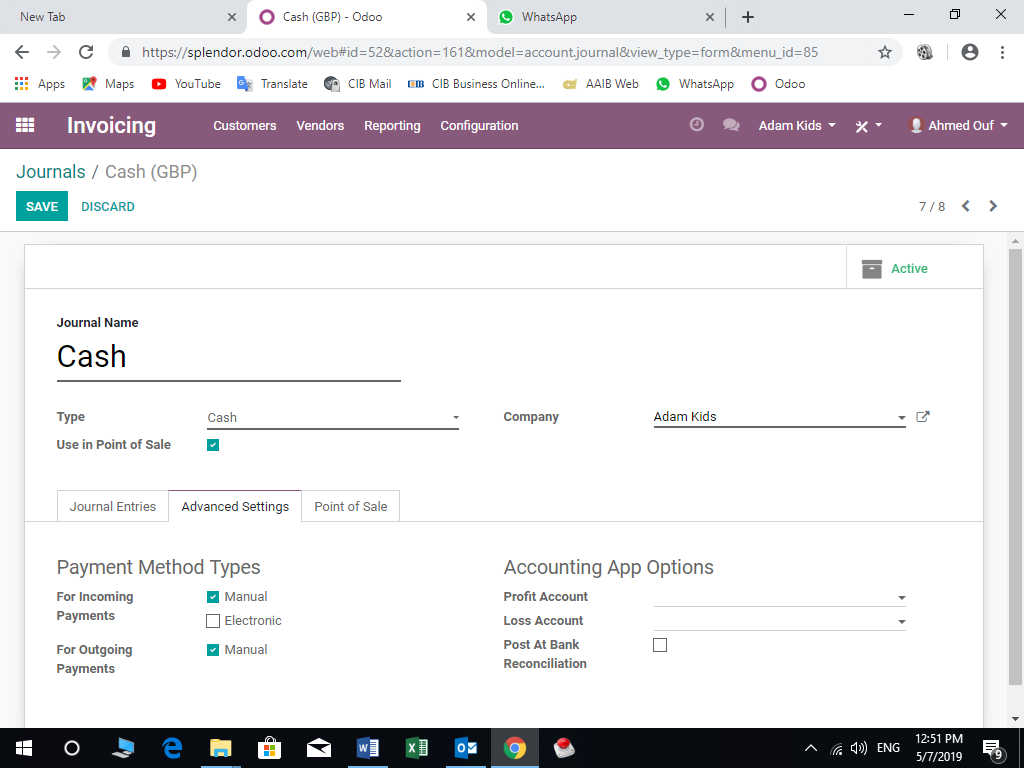 New Tab
Cash (GBP) - Odoo
WhatsApp
https://splendor.odoo.com/web#id=52&action=161&model=account.journal&view_type=form&menu_id=85
Apps Maps YouTube Translate CIB Mail CIB Business Online... AAIB Web WhatsApp Odoo
Invoicing Customers Vendors Reporting Configuration Adam Kids Ahmed Ouf
Journals / Cash (GBP)
SAVE DISCARD 7 / 8
Active
Journal Name
Cash
Type Cash Company Adam Kids
Use in Point of Sale
Journal Entries Advanced Settings Point of Sale
Payment Method Types Accounting App Options
For Incoming Payments Manual Profit Account
Electronic Loss Account
For Outgoing Payments Manual Post At Bank Reconciliation
ENG 12:51 PM
5/7/2019
9